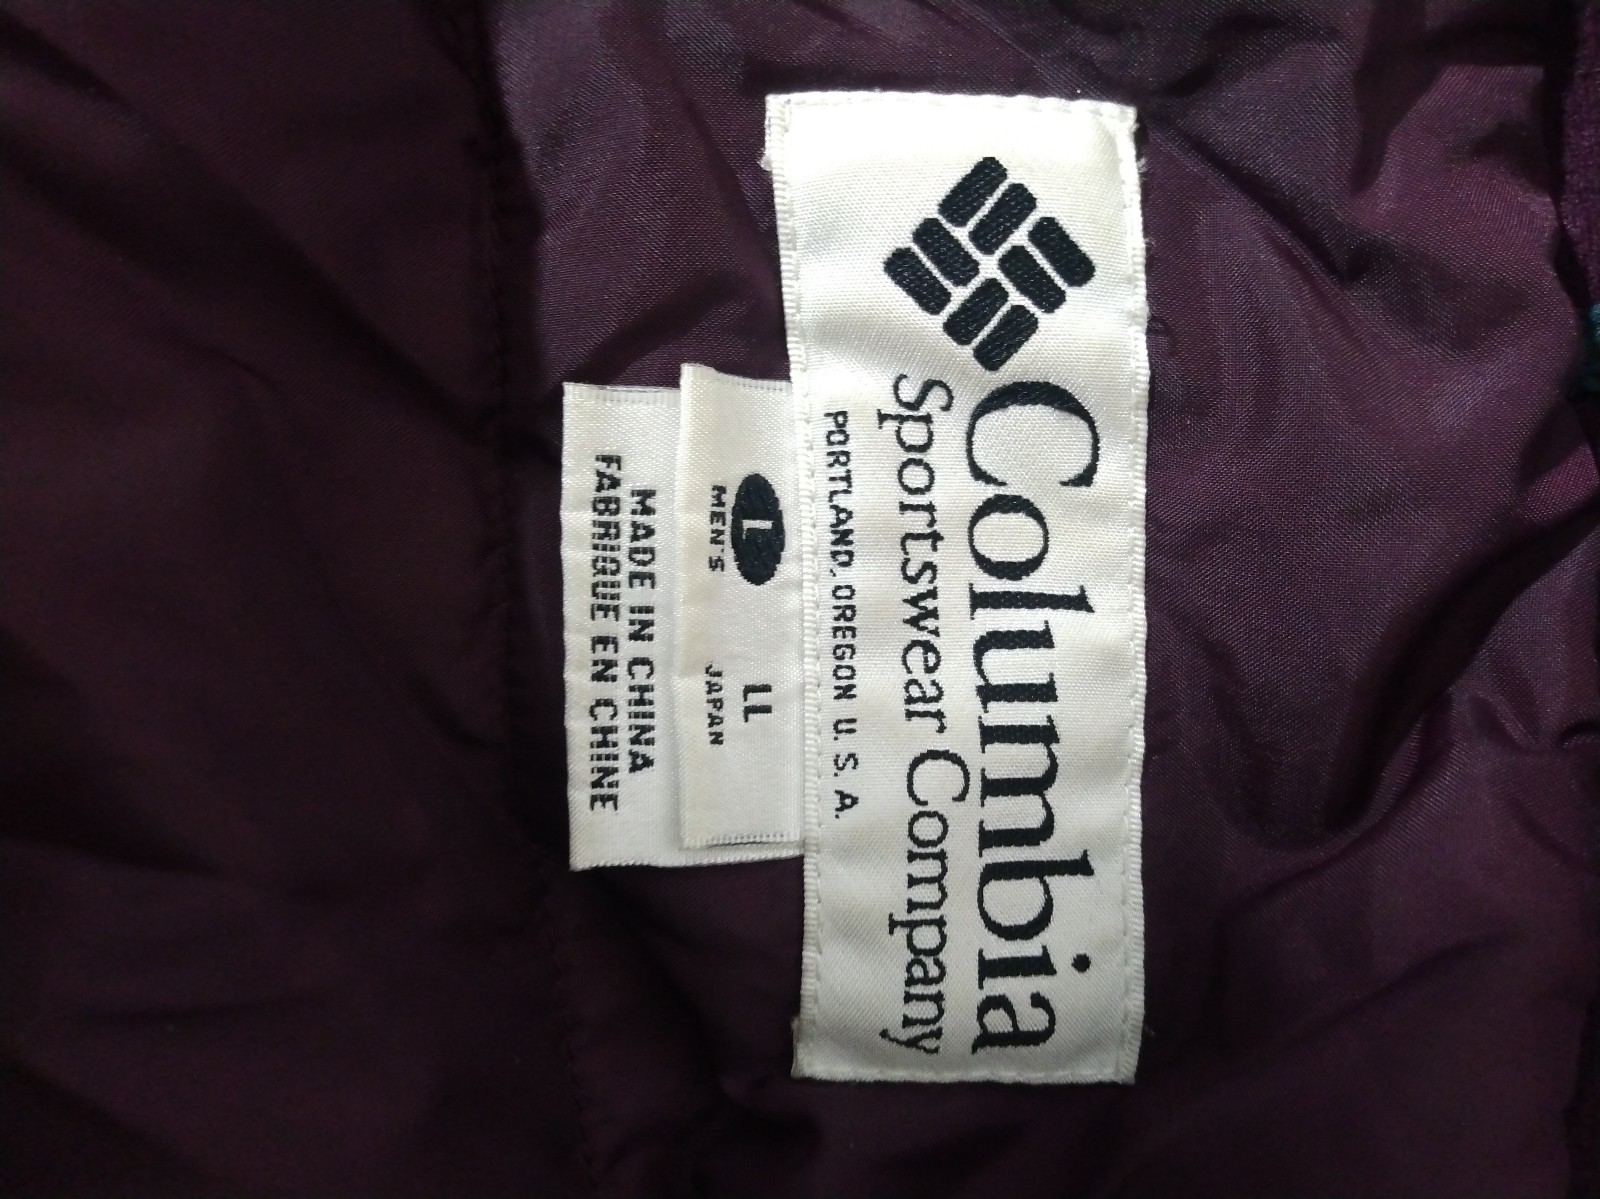 Columbia
Sportswear Company
PORTLAND, OREGON U.S.A.
L LL
MEN'S JAPAN
MADE IN CHINA
FABRIQUE EN CHINE